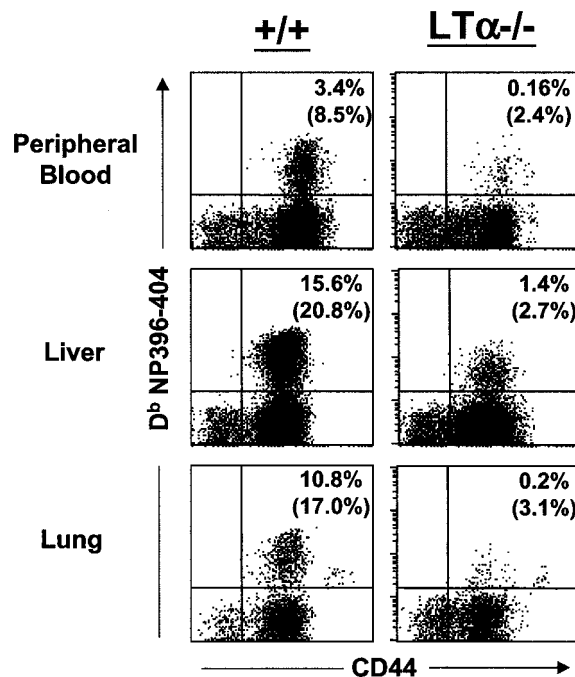 +/+ LTα-/-
Peripheral
Blood
3.4%
(8.5%)
0.16%
(2.4%)
Liver
15.6%
(20.8%)
1.4%
(2.7%)
Lung
10.8%
(17.0%)
0.2%
(3.1%)
Dᵇ NP396-404
CD44